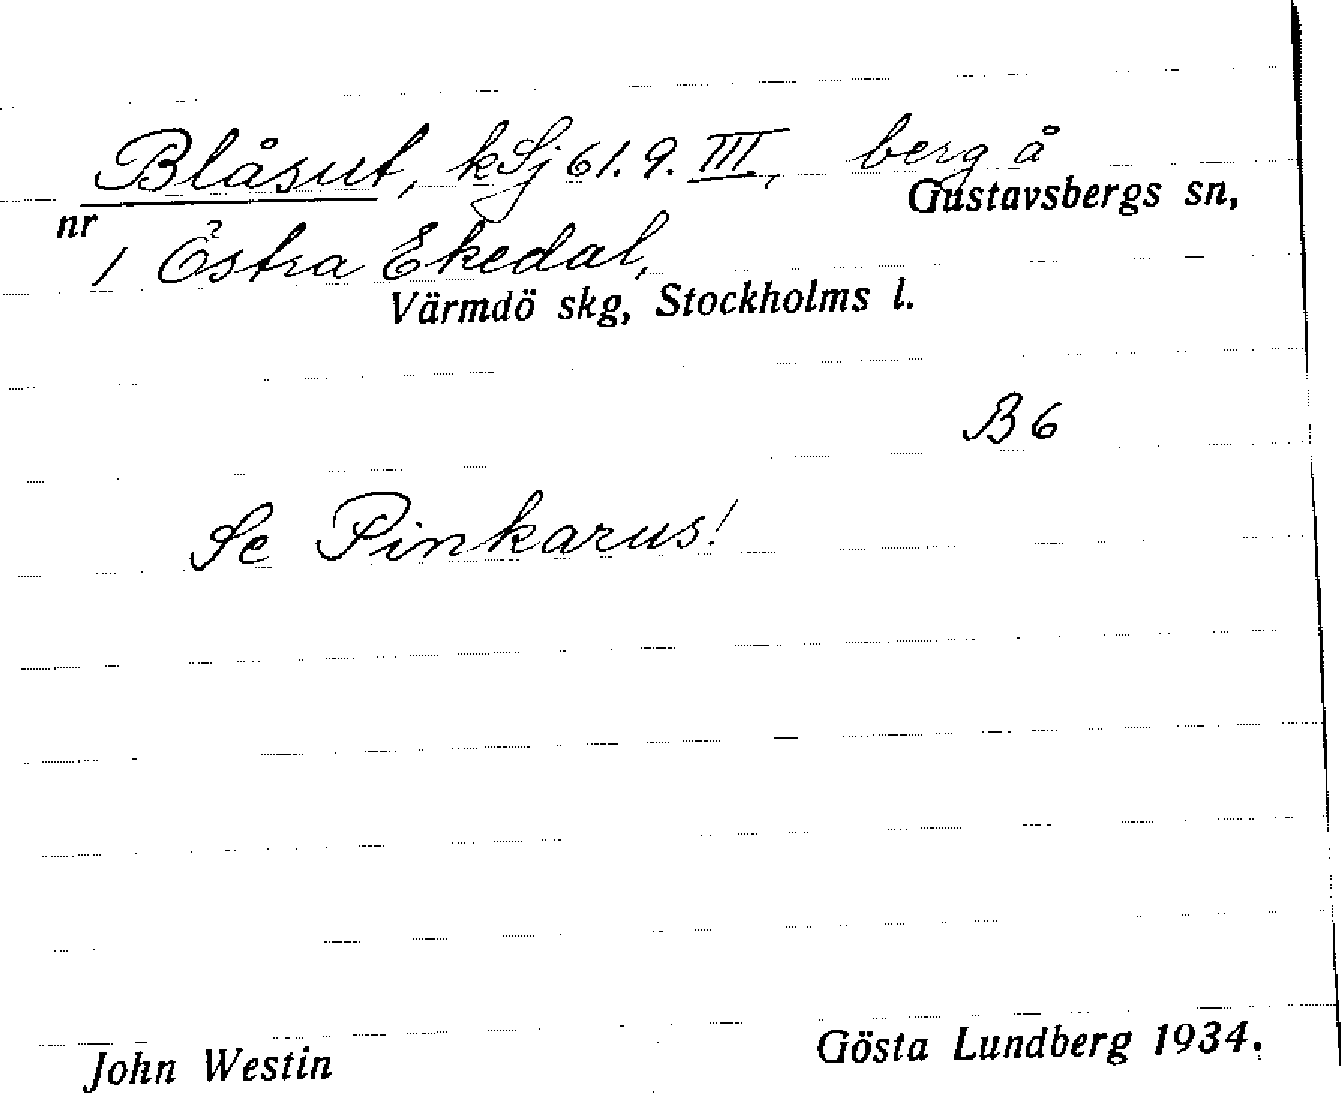 Blåsut, kSj 61.9.III, berg å
Gustavsbergs sn,
nr 1 Östra Ekedal,
Värmdö skg, Stockholms l.
B 6
Se Pinkarus!
John Westin
Gösta Lundberg 1934.